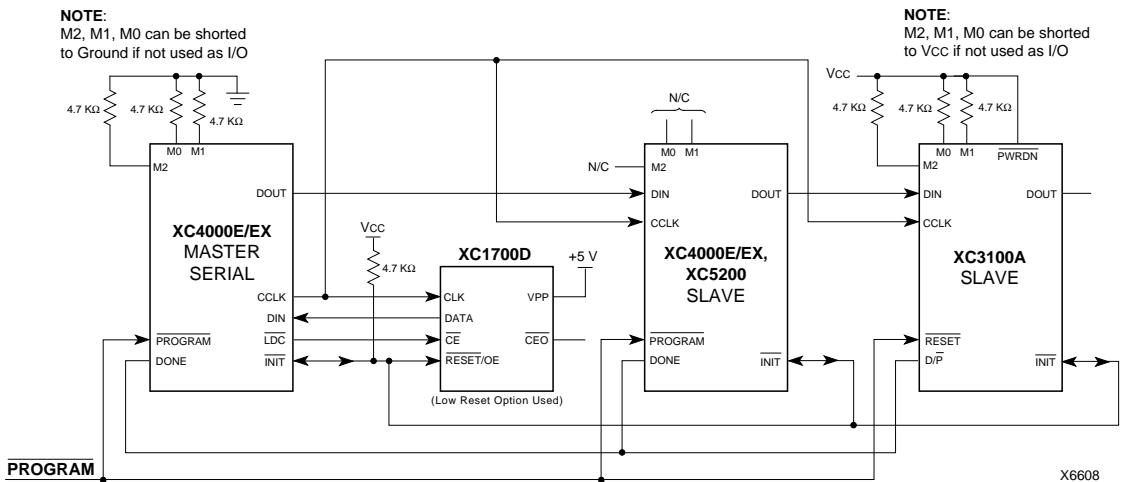 NOTE:
M2, M1, M0 can be shorted
to Ground if not used as I/O
NOTE:
M2, M1, M0 can be shorted
to VCC if not used as I/O
4.7 KΩ
4.7 KΩ
4.7 KΩ
M0 M1
M2
DOUT
XC4000E/EX
MASTER
SERIAL
CCLK
DIN
LDC
INIT
PROGRAM
DONE
VCC
4.7 KΩ
XC1700D
+5 V
CLK
VPP
DATA
CE
CEO
RESET/OE
(Low Reset Option Used)
N/C
M0 M1
N/C
M2
DIN
DOUT
CCLK
XC4000E/EX,
XC5200
SLAVE
PROGRAM
DONE
INIT
VCC
4.7 KΩ
4.7 KΩ
4.7 KΩ
M0 M1
PWRDN
M2
DIN
DOUT
CCLK
XC3100A
SLAVE
RESET
D/P
INIT
PROGRAM
X6608